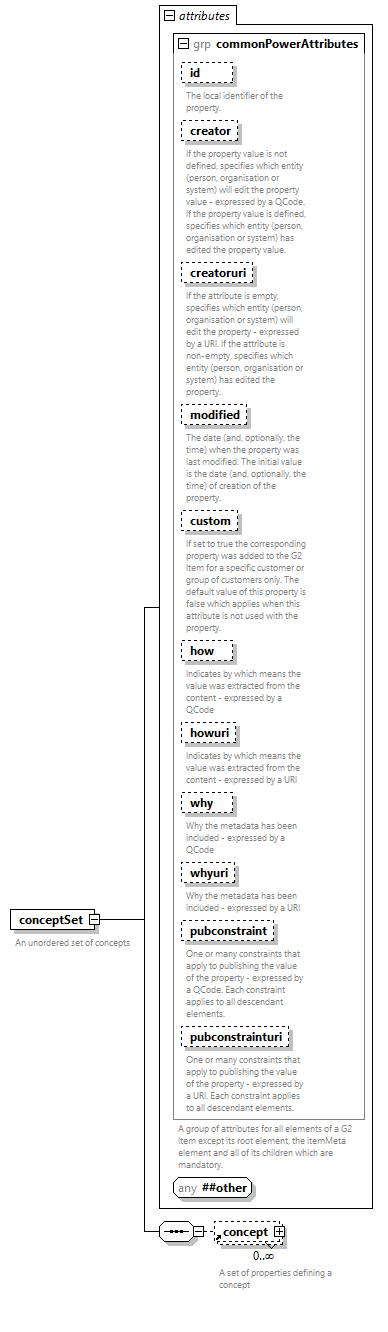 attributes
grp commonPowerAttributes
id
The local identifier of the
property.
creator
If the property value is not
defined, specifies which entity
(person, organisation or
system) will edit the property
value - expressed by a QCode.
If the property value is defined,
specifies which entity (person,
organisation or system) has
edited the property value.
creatoruri
If the attribute is empty,
specifies which entity (person,
organisation or system) will
edit the property - expressed
by a URI. If the attribute is
non-empty, specifies which
entity (person, organisation or
system) has edited the
property.
modified
The date (and, optionally, the
time) when the property was
last modified. The initial value
is the date (and, optionally, the
time) of creation of the
property.
custom
If set to true the corresponding
property was added to the G2
Item for a specific customer or
group of customers only. The
default value of this property is
false which applies when this
attribute is not used with the
property.
how
Indicates by which means the
value was extracted from the
content - expressed by a
QCode
howuri
Indicates by which means the
value was extracted from the
content - expressed by a URI
why
Why the metadata has been
included - expressed by a
QCode
whyuri
Why the metadata has been
included - expressed by a URI
pubconstraint
One or many constraints that
apply to publishing the value
of the property - expressed by
a QCode. Each constraint
applies to all descendant
elements.
pubconstrainturi
One or many constraints that
apply to publishing the value
of the property - expressed by
a URI. Each constraint applies
to all descendant elements.
A group of attributes for all elements of a G2
Item except its root element, the itemMeta
element and all of its children which are
mandatory.
any ##other
conceptSet
An unordered set of concepts
concept
0..∞
A set of properties defining a
concept